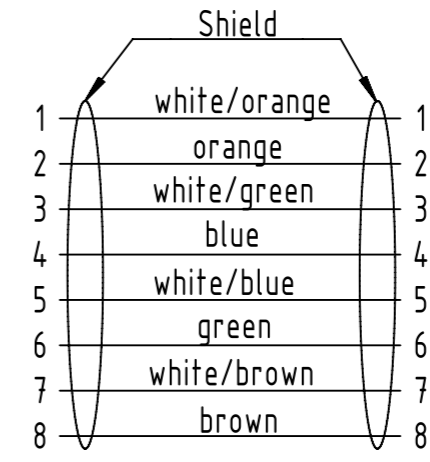 Shield
1 white/orange 1
2 orange 2
3 white/green 3
4 blue 4
5 white/blue 5
6 green 6
7 white/brown 7
8 brown 8